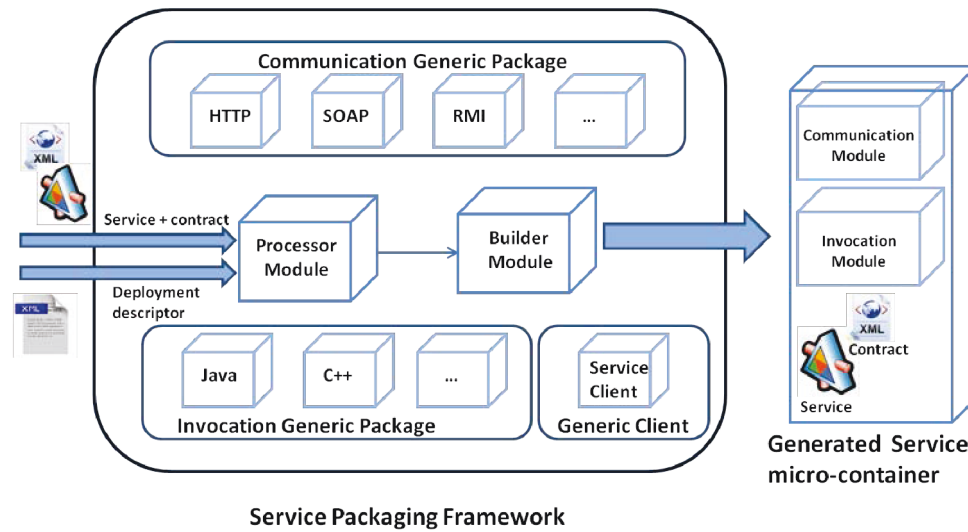 Communication Generic Package
HTTP
SOAP
RMI
...
Communication
Module
XML
Service + contract
Processor
Module
Builder
Module
Invocation
Module
Deployment
descriptor
XML
XML
Contract
Service
Java
C++
...
Service
Client
Invocation Generic Package
Generic Client
Generated Service
micro-container
Service Packaging Framework